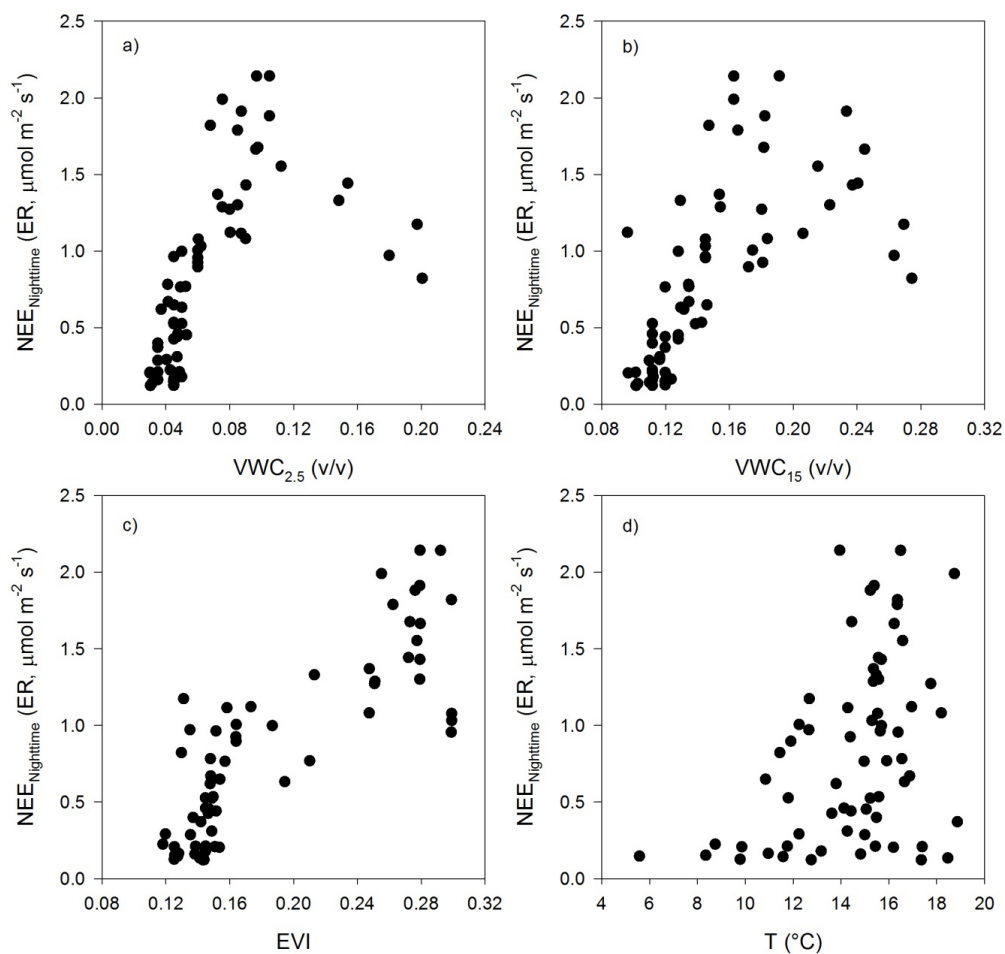 a)
2.5
2.0
1.5
1.0
0.5
0.0
NEE_Nighttime (ER, μmol m⁻² s⁻¹)
0.00 0.04 0.08 0.12 0.16 0.20 0.24
VWC_2.5 (v/v)
b)
2.5
2.0
1.5
1.0
0.5
0.0
NEE_Nighttime (ER, μmol m⁻² s⁻¹)
0.08 0.12 0.16 0.20 0.24 0.28 0.32
VWC_15 (v/v)
c)
2.5
2.0
1.5
1.0
0.5
0.0
NEE_Nighttime (ER, μmol m⁻² s⁻¹)
0.08 0.12 0.16 0.20 0.24 0.28 0.32
EVI
d)
2.5
2.0
1.5
1.0
0.5
0.0
NEE_Nighttime (ER, μmol m⁻² s⁻¹)
4 6 8 10 12 14 16 18 20
T (°C)